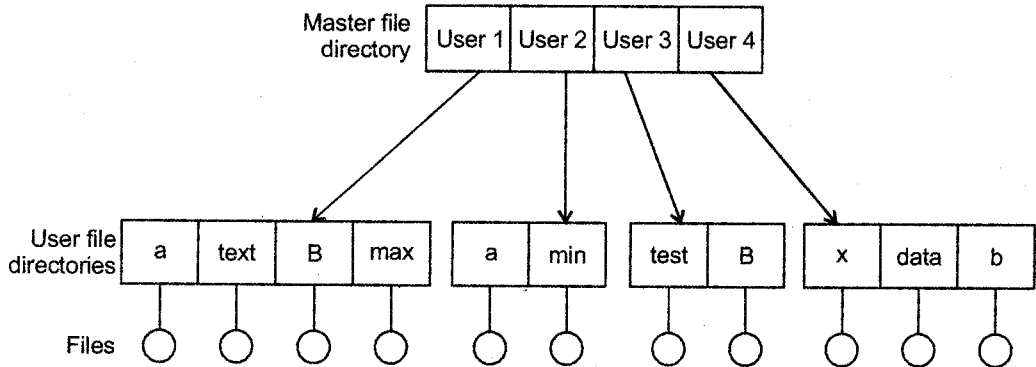 Master file
directory
User 1 User 2 User 3 User 4
User file
directories
a text B max a min test B x data b
Files